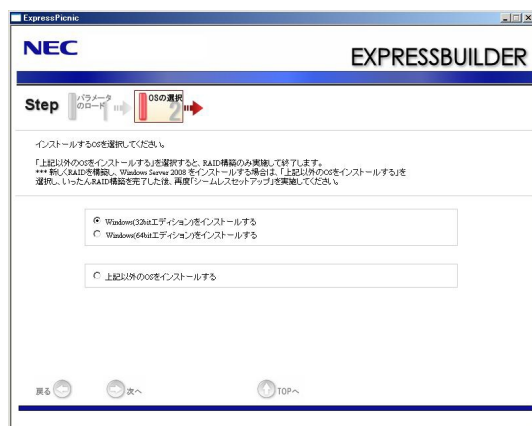 ExpressPicnic
NEC
EXPRESSBUILDER
Step パラメータのロード 1 OSの選択 2
インストールするOSを選択してください。
「上記以外のOSをインストールする」を選択すると、RAID構築のみ実施して終了します。
*** 新しくRAIDを構築し、Windows Server 2008 をインストールする場合は、「上記以外のOSをインストールする」を
選択し、いったんRAID構築を完了した後、再度「シームレスセットアップ」を実施してください。
Windows(32bitエディション)をインストールする
Windows(64bitエディション)をインストールする
上記以外のOSをインストールする
戻る 次へ TOPへ